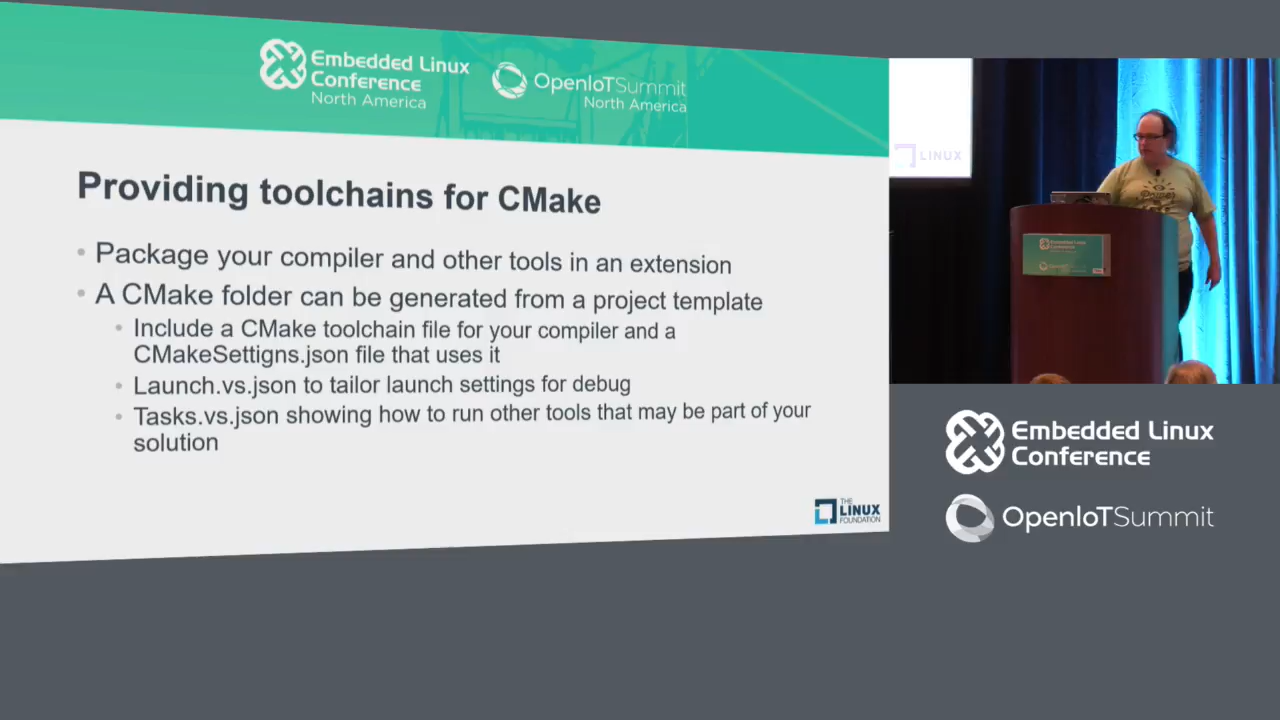 Embedded Linux
Conference
North America
OpenIoTSummit
North America
Providing toolchains for CMake
• Package your compiler and other tools in an extension
• A CMake folder can be generated from a project template
• Include a CMake toolchain file for your compiler and a
CMakeSettigns.json file that uses it
• Launch.vs.json to tailor launch settings for debug
• Tasks.vs.json showing how to run other tools that may be part of your
solution
THE
LINUX
FOUNDATION
LINUX
Embedded Linux
Conference
OpenIoTSummit